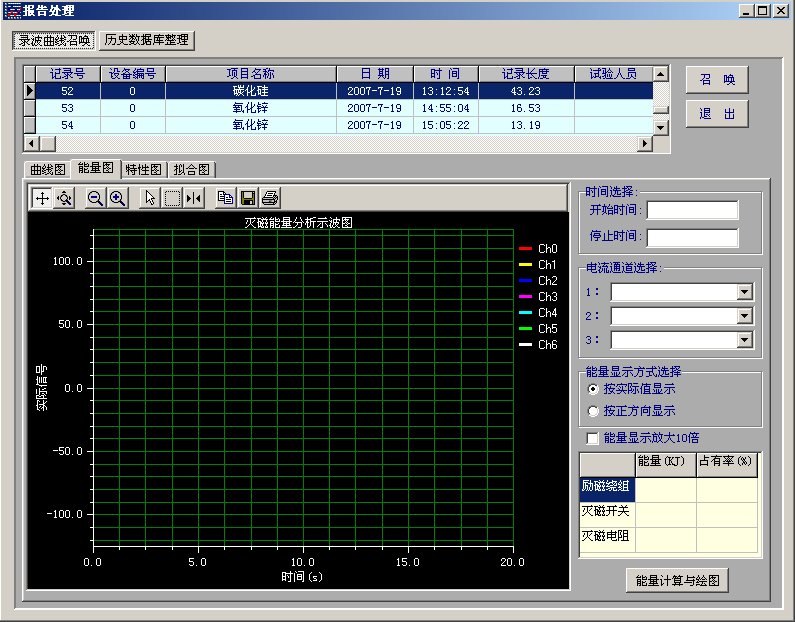 报告处理
录波曲线召唤 历史数据库整理
记录号 设备编号 项目名称 日 期 时 间 记录长度 试验人员
52 0 碳化硅 2007-7-19 13:12:54 43.23
53 0 氧化锌 2007-7-19 14:55:04 16.53
54 0 氧化锌 2007-7-19 15:05:22 13.19
召 唤
退 出
曲线图 能量图 特性图 拟合图
灭磁能量分析示波图
100.0
50.0
0.0
-50.0
-100.0
实际信号
0.0 5.0 10.0 15.0 20.0
时间(s)
Ch0
Ch1
Ch2
Ch3
Ch4
Ch5
Ch6
时间选择:
开始时间:
停止时间:
电流通道选择:
1:
2:
3:
能量显示方式选择
按实际值显示
按正方向显示
能量显示放大10倍
能量(KJ) 占有率(%)
励磁绕组
灭磁开关
灭磁电阻
能量计算与绘图